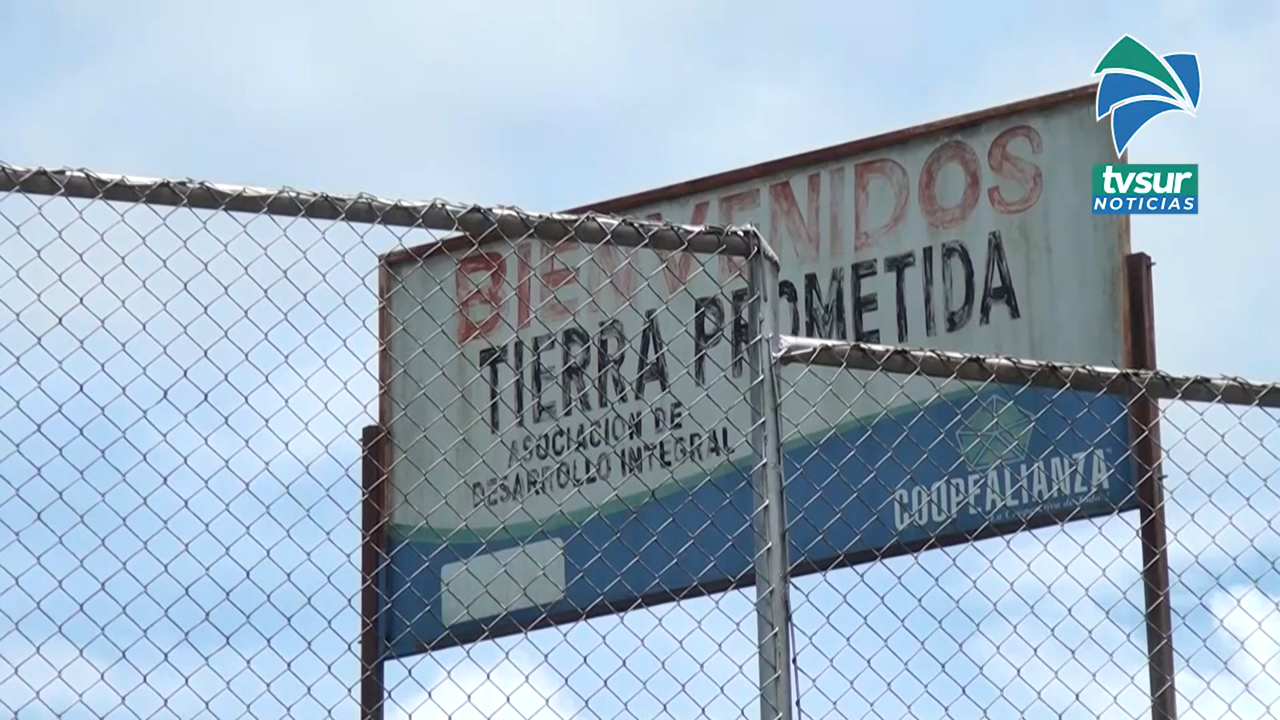 BIENVENIDOS
TIERRA PROMETIDA
ASOCIACION DE
DESARROLLO INTEGRAL
COOPEALIANZA
tvsur
NOTICIAS